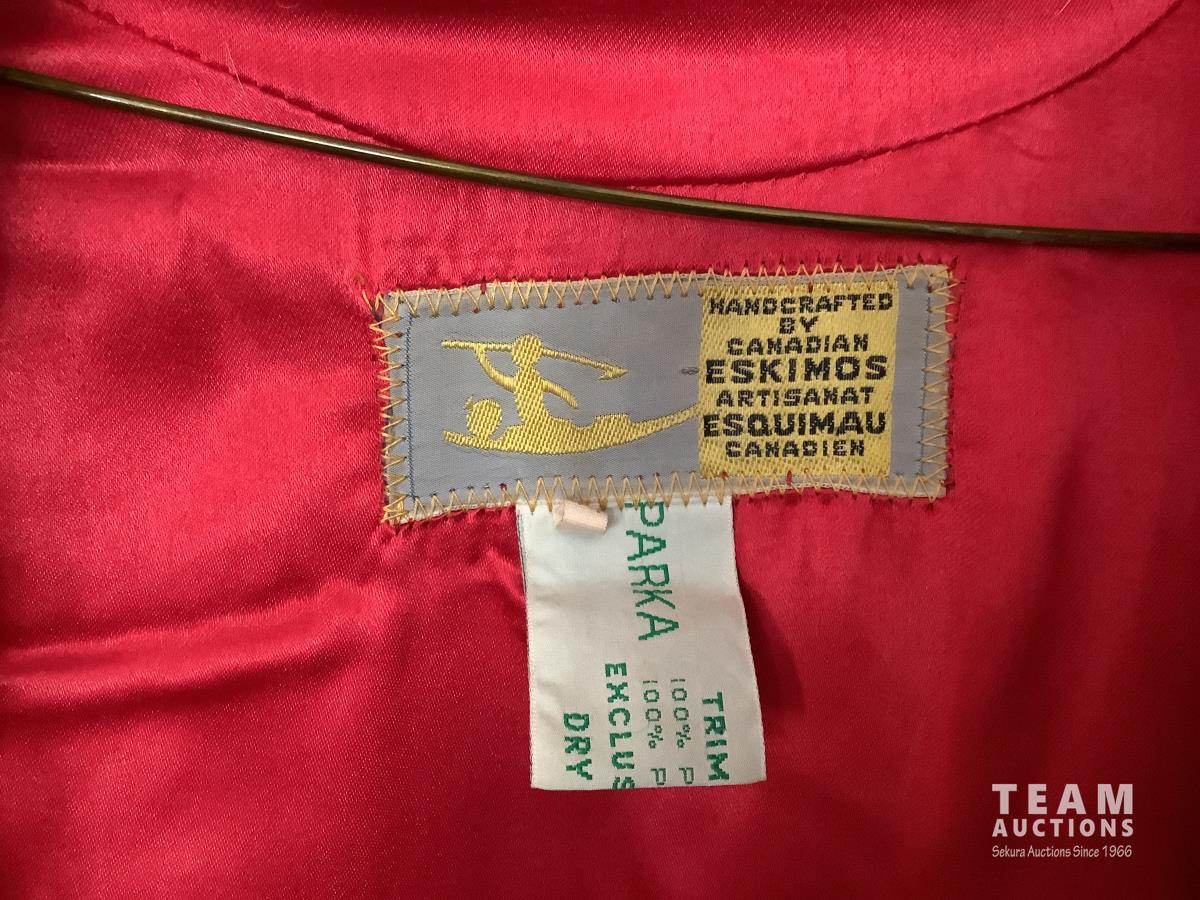 HANDCRAFTED
BY
CANADIAN
ESKIMOS
ARTISANAT
ESQUIMAU
CANADIEN
PARKA
TRIM
100% P
100% P
EXCLUS
DRY
TEAM
AUCTIONS
Sekura Auctions Since 1966